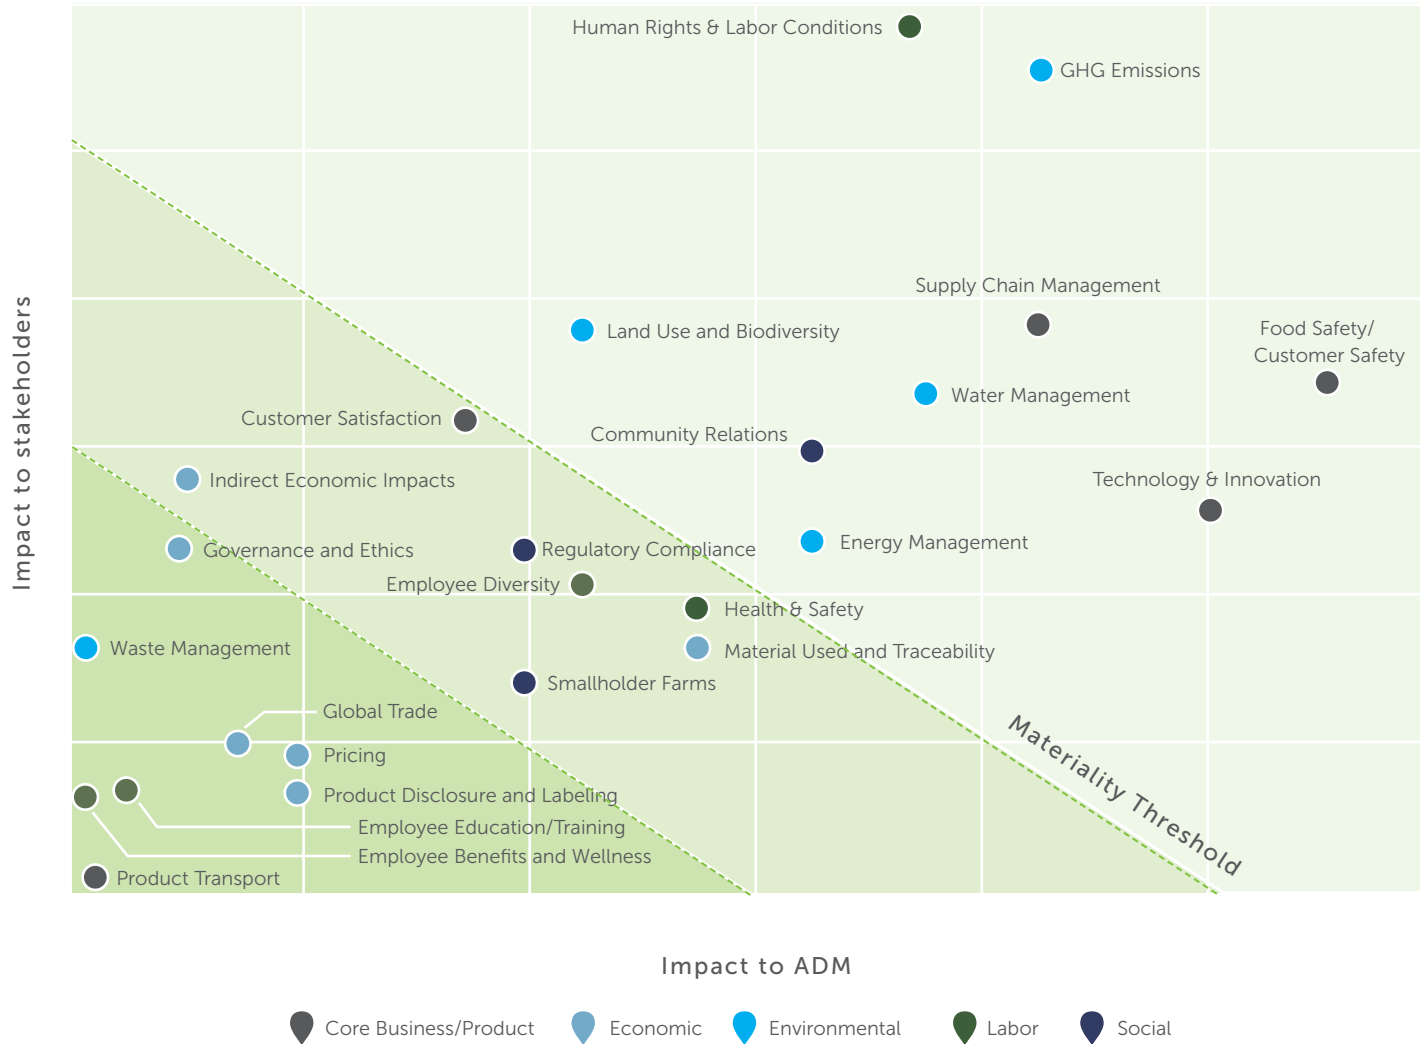 Human Rights & Labor Conditions
GHG Emissions
Supply Chain Management
Land Use and Biodiversity
Food Safety/
Customer Safety
Water Management
Customer Satisfaction
Community Relations
Indirect Economic Impacts
Technology & Innovation
Governance and Ethics
Regulatory Compliance
Energy Management
Employee Diversity
Health & Safety
Waste Management
Material Used and Traceability
Smallholder Farms
Global Trade
Pricing
Product Disclosure and Labeling
Employee Education/Training
Employee Benefits and Wellness
Product Transport
Materiality Threshold
Impact to stakeholders
Impact to ADM
Core Business/Product
Economic
Environmental
Labor
Social